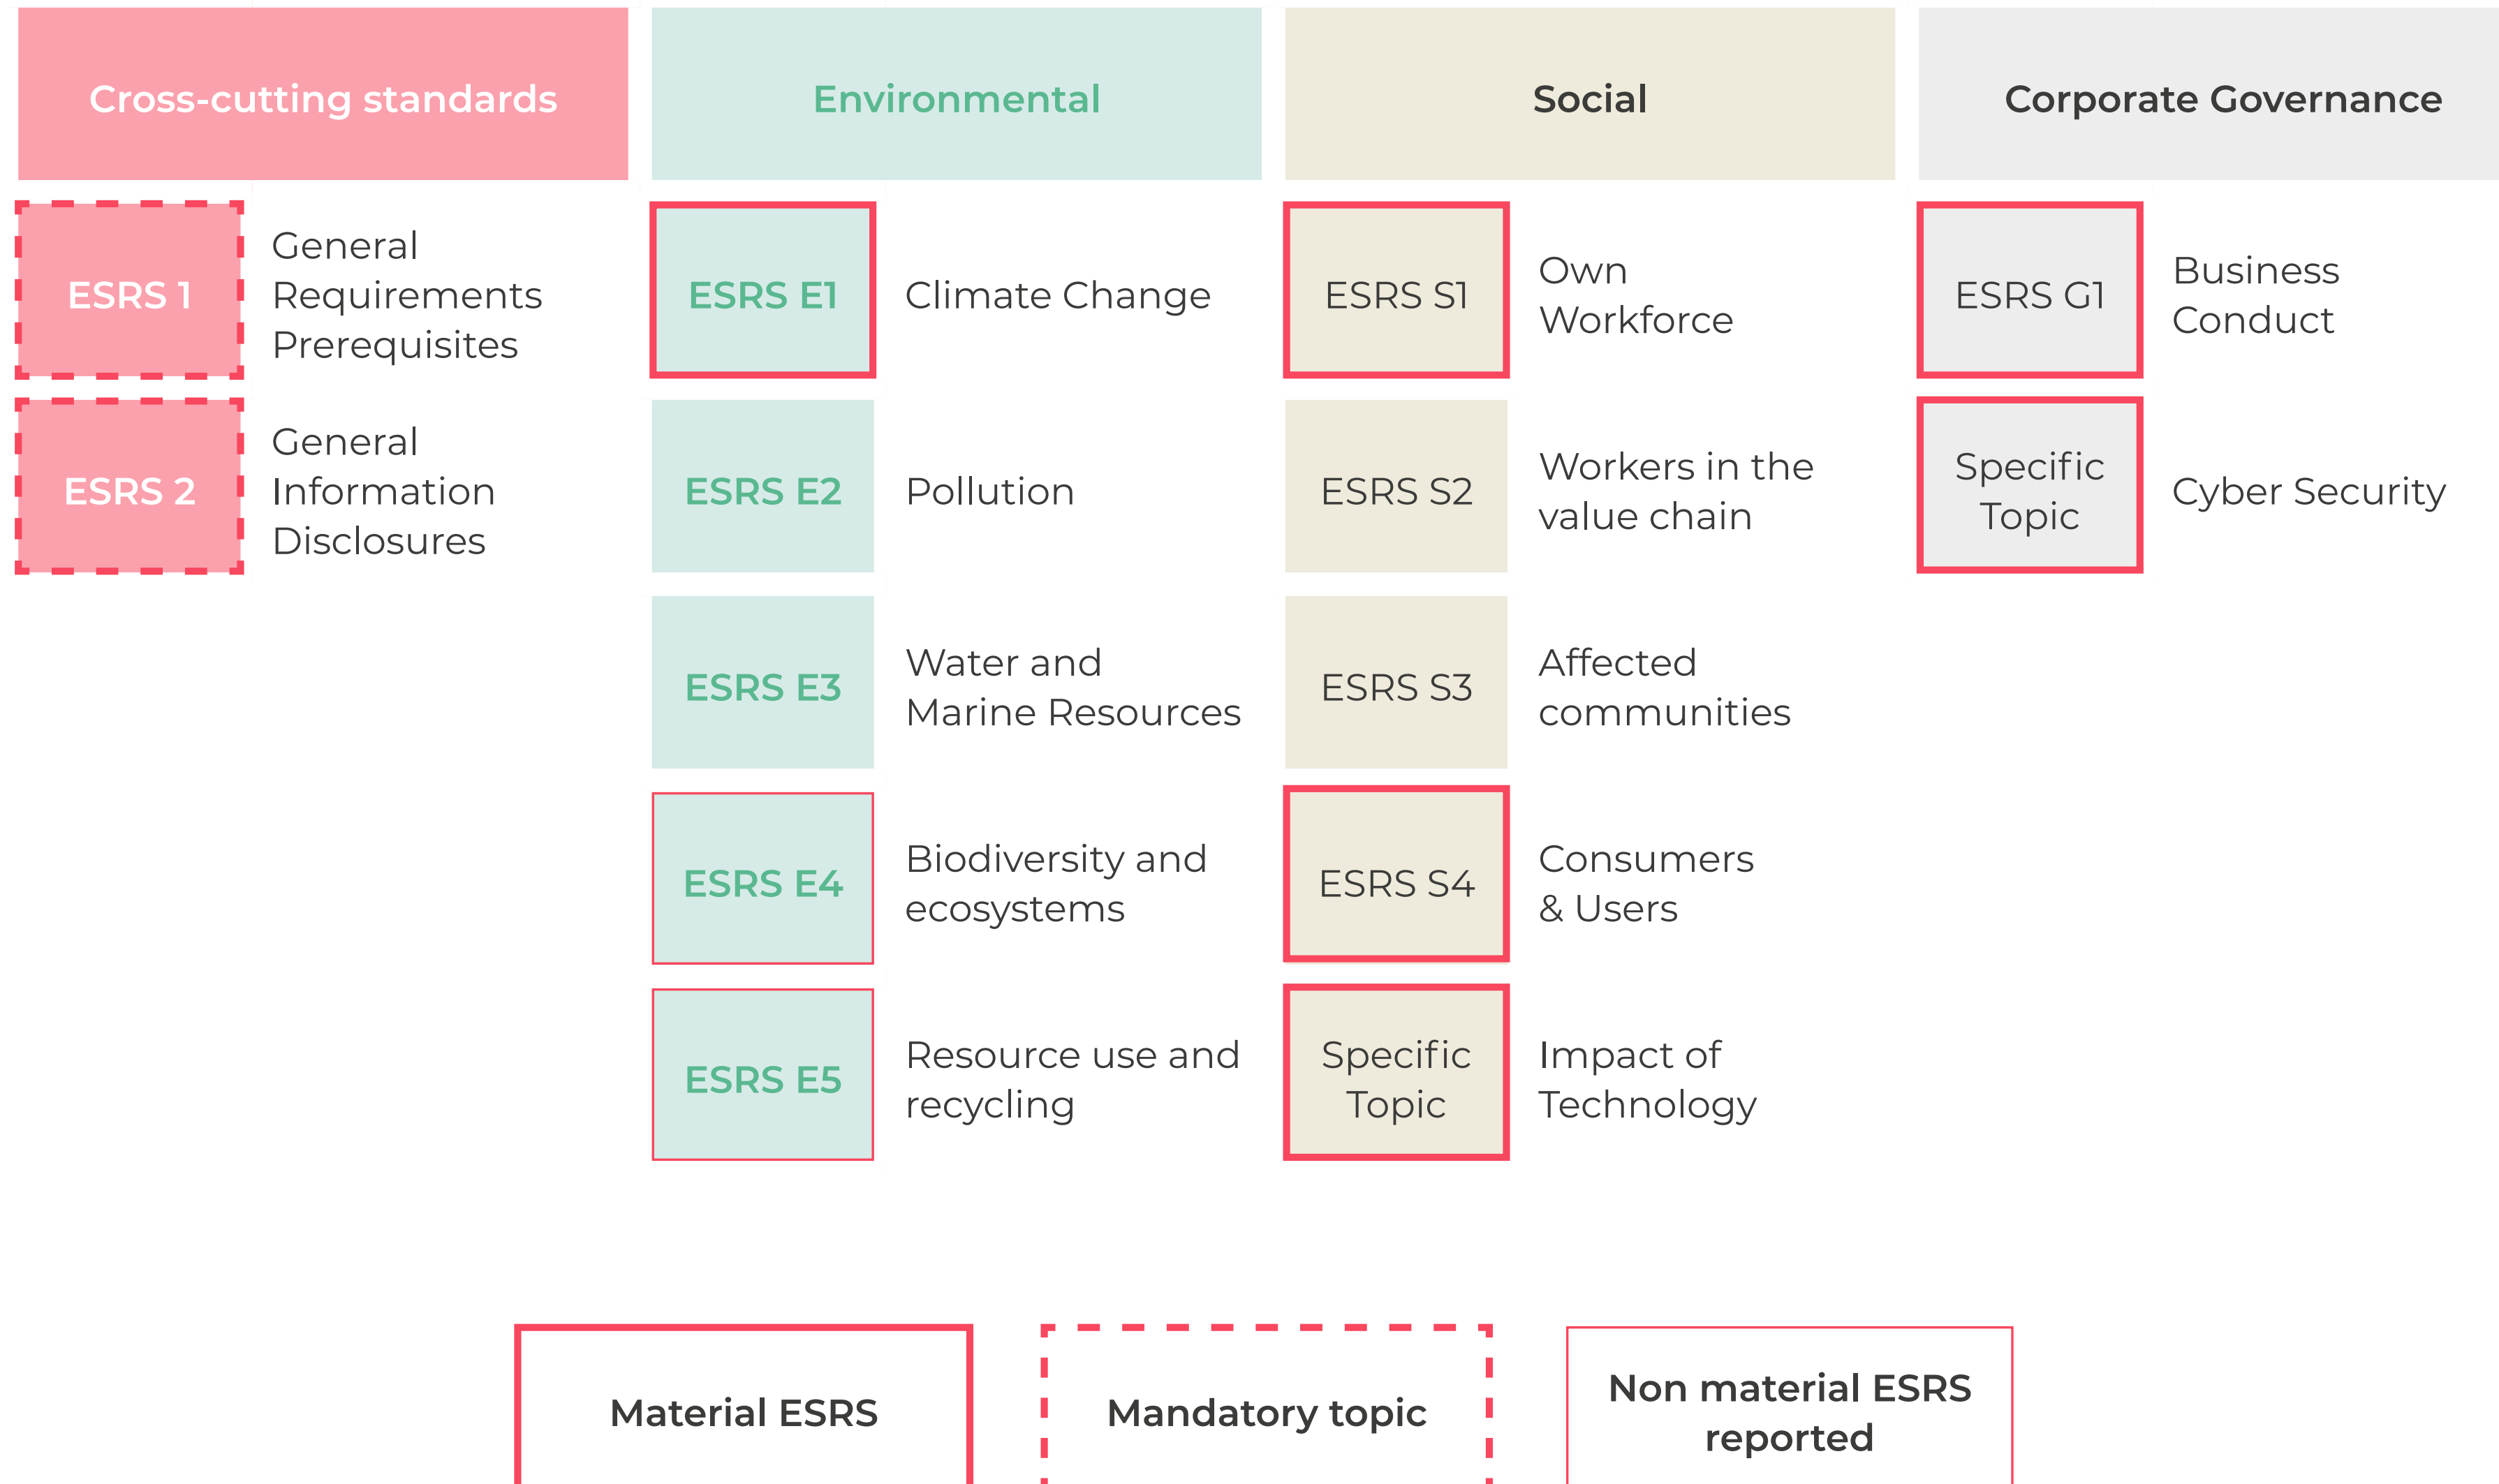 Cross-cutting standards
Environmental
Social
Corporate Governance
ESRS 1
General
Requirements
Prerequisites
ESRS E1
Climate Change
ESRS S1
Own
Workforce
ESRS G1
Business
Conduct
ESRS 2
General
Information
Disclosures
ESRS E2
Pollution
ESRS S2
Workers in the
value chain
Specific
Topic
Cyber Security
ESRS E3
Water and
Marine Resources
ESRS S3
Affected
communities
ESRS E4
Biodiversity and
ecosystems
ESRS S4
Consumers
& Users
ESRS E5
Resource use and
recycling
Specific
Topic
Impact of
Technology
Material ESRS
Mandatory topic
Non material ESRS
reported